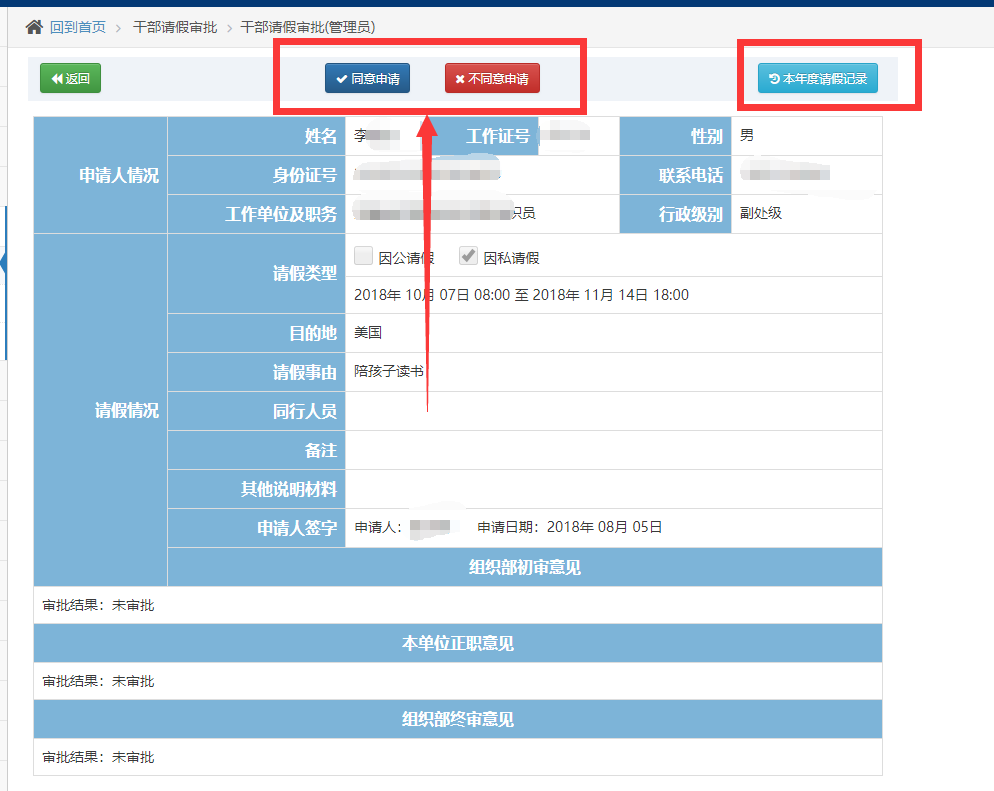 回到首页 > 干部请假审批 > 干部请假审批(管理员)
返回 同意申请 不同意申请 本年度请假记录
申请人情况 姓名 李 工作证号 性别 男
身份证号 联系电话
工作单位及职务 职员 行政级别 副处级
请假情况 请假类型 因公请假 因私请假
2018年 10月 07日 08:00 至 2018年 11月 14日 18:00
目的地 美国
请假事由 陪孩子读书
同行人员
备注
其他说明材料
申请人签字 申请人: 申请日期: 2018年 08月 05日
组织部初审意见
审批结果: 未审批
本单位正职意见
审批结果: 未审批
组织部终审意见
审批结果: 未审批